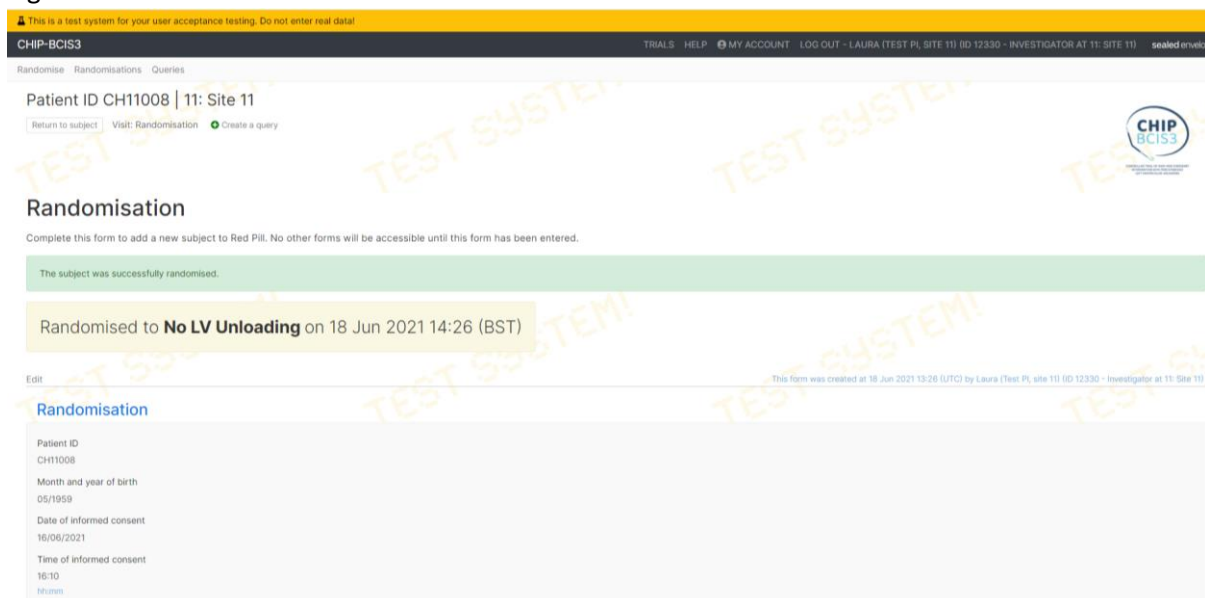 This is a test system for your user acceptance testing. Do not enter real data!
CHIP-BCIS3 TRIALS HELP MY ACCOUNT LOG OUT - LAURA (TEST PI, SITE 11) (ID 12330 - INVESTIGATOR AT 11: SITE 11) sealed envelo
Randomise Randomisations Queries
Patient ID CH11008 | 11: Site 11
Return to subject Visit: Randomisation Create a query
CHIP
BCIS3
TEST SYSTEM!
Randomisation
Complete this form to add a new subject to Red Pill. No other forms will be accessible until this form has been entered.
The subject was successfully randomised.
Randomised to No LV Unloading on 18 Jun 2021 14:26 (BST)
Edit This form was created at 18 Jun 2021 13:26 (UTC) by Laura (Test PI, site 11) (ID 12330 - Investigator at 11: Site 11)
Randomisation
Patient ID
CH11008
Month and year of birth
05/1959
Date of informed consent
16/06/2021
Time of informed consent
16:10
hh:mm